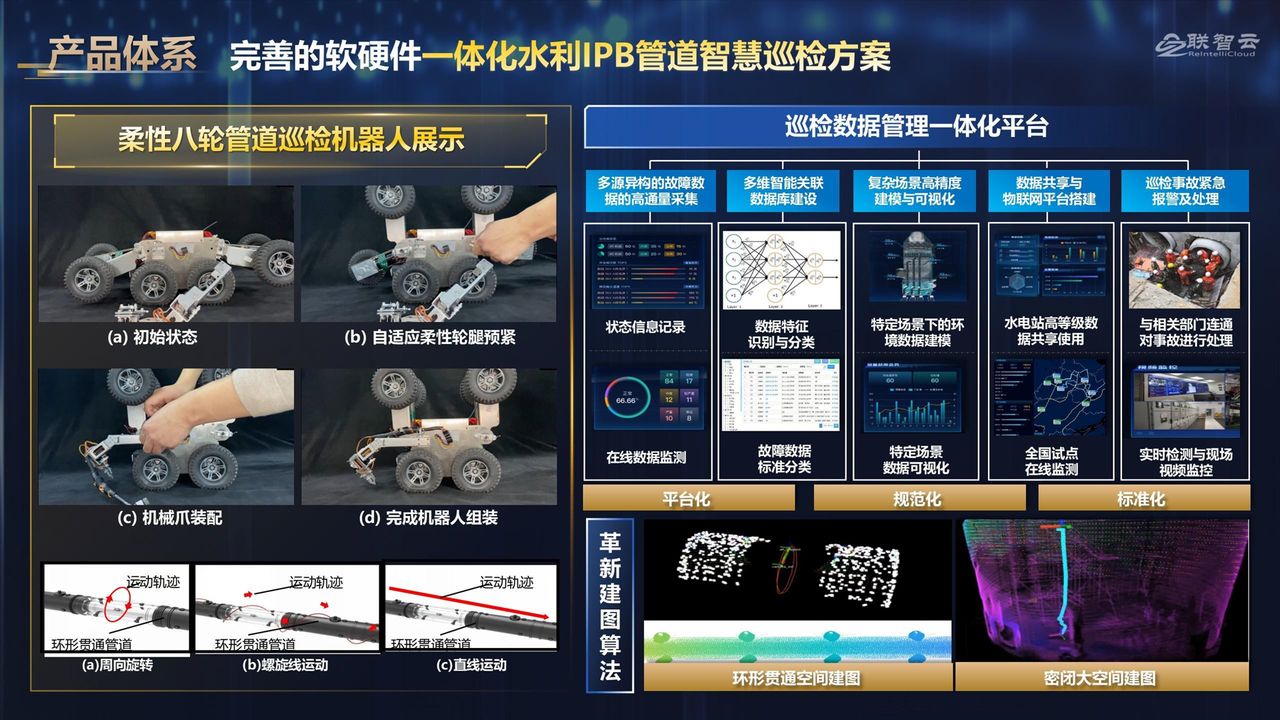 产品体系
完善的软硬件一体化水利IPB管道智慧巡检方案
联智云
ReIntelliCloud
柔性八轮管道巡检机器人展示
(a) 初始状态
(b) 自适应柔性轮腿预紧
(c) 机械爪装配
(d) 完成机器人组装
运动轨迹
环形贯通管道
(a)周向旋转
运动轨迹
环形贯通管道
(b)螺旋线运动
运动轨迹
环形贯通管道
(c)直线运动
巡检数据管理一体化平台
多源异构的故障数
据的高通量采集
多维智能关联
数据库建设
复杂场景高精度
建模与可视化
数据共享与
物联网平台搭建
巡检事故紧急
报警及处理
状态信息记录
数据特征
识别与分类
特定场景下的环
境数据建模
水电站高等级数
据共享使用
与相关部门连通
对事故进行处理
正常
66.66%
84
17
12
11
10
8
60
60
视频监控
在线数据监测
故障数据
标准分类
特定场景
数据可视化
全国试点
在线监测
实时检测与现场
视频监控
平台化
规范化
标准化
革新建图算法
环形贯通空间建图
密闭大空间建图